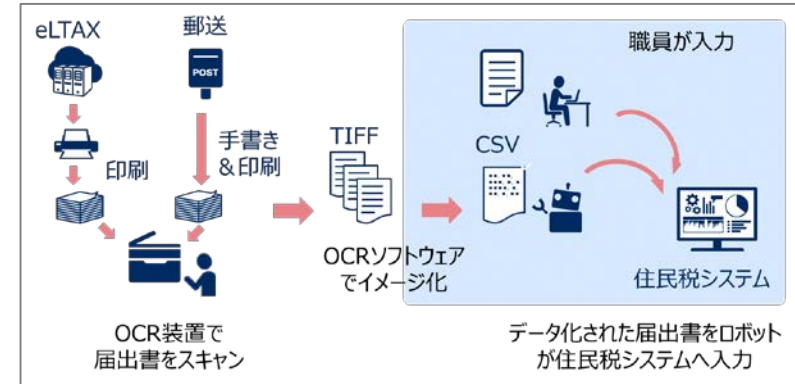 eLTAX
郵送
POST
印刷
手書き
&印刷
TIFF
OCRソフトウェア
でイメージ化
職員が入力
CSV
住民税システム
OCR装置で
届出書をスキャン
データ化された届出書をロボット
が住民税システムへ入力